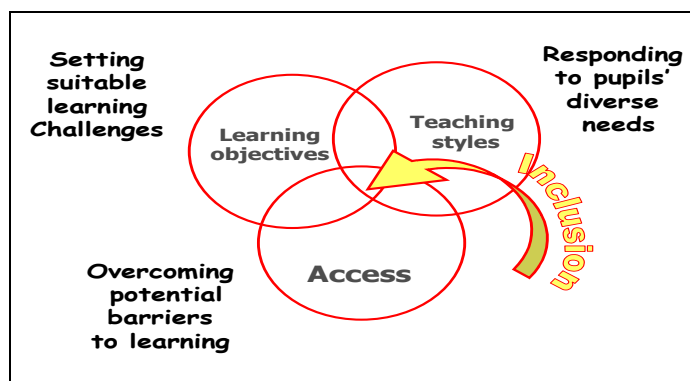 Setting
suitable
learning
Challenges
Learning
objectives
Teaching
styles
Responding
to pupils'
diverse
needs
Inclusion
Access
Overcoming
potential
barriers
to learning